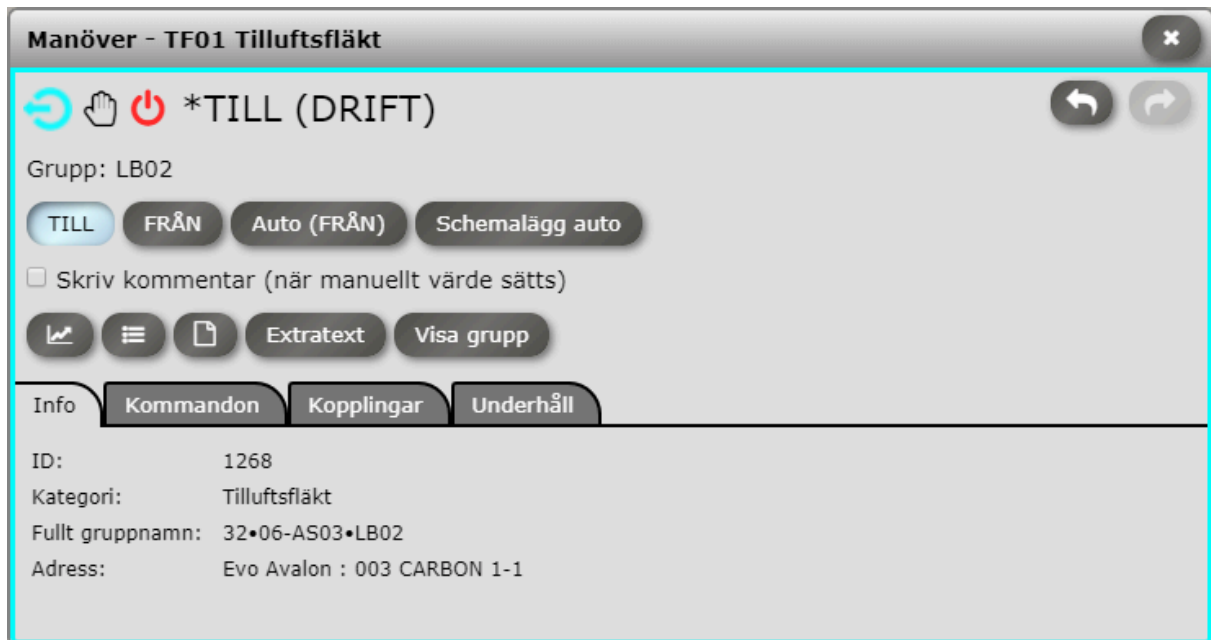 Manöver - TF01 Tilluftsfläkt
*TILL (DRIFT)
Grupp: LB02
TILL FRÅN Auto (FRÅN) Schemalägg auto
Skriv kommentar (när manuellt värde sätts)
Extratext Visa grupp
Info Kommandon Kopplingar Underhåll
ID: 1268
Kategori: Tilluftsfläkt
Fullt gruppnamn: 32•06-AS03•LB02
Adress: Evo Avalon : 003 CARBON 1-1